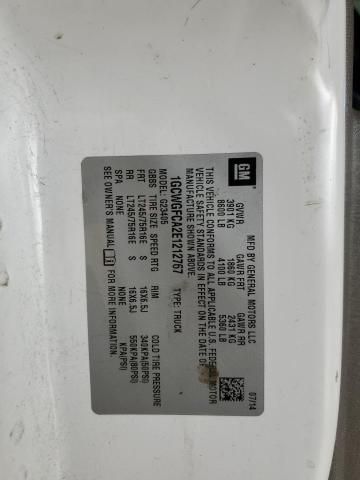 GM
MFD BY GENERAL MOTORS LLC 07/14
GVWR GAWR FRT GAWR RR
3901 KG 1860 KG 2431 KG
8600 LB 4100 LB 5360 LB
THIS VEHICLE CONFORMS TO ALL APPLICABLE U.S. FEDERAL MOTOR
VEHICLE SAFETY STANDARDS IN EFFECT ON THE DATE OF
MANUFACTURE SHOWN ABOVE.
1GCWGFCA2E1212767 TYPE: TRUCK
MODEL: G23405
GBBS TIRE SIZE SPEED RTG RIM COLD TIRE PRESSURE
FRT LT245/75R16E S 16X6.5J 340KPA(50PSI)
RR LT245/75R16E S 16X6.5J 550KPA(80PSI)
SPA NONE NONE KPA(PSI)
SEE OWNER'S MANUAL FOR MORE INFORMATION.